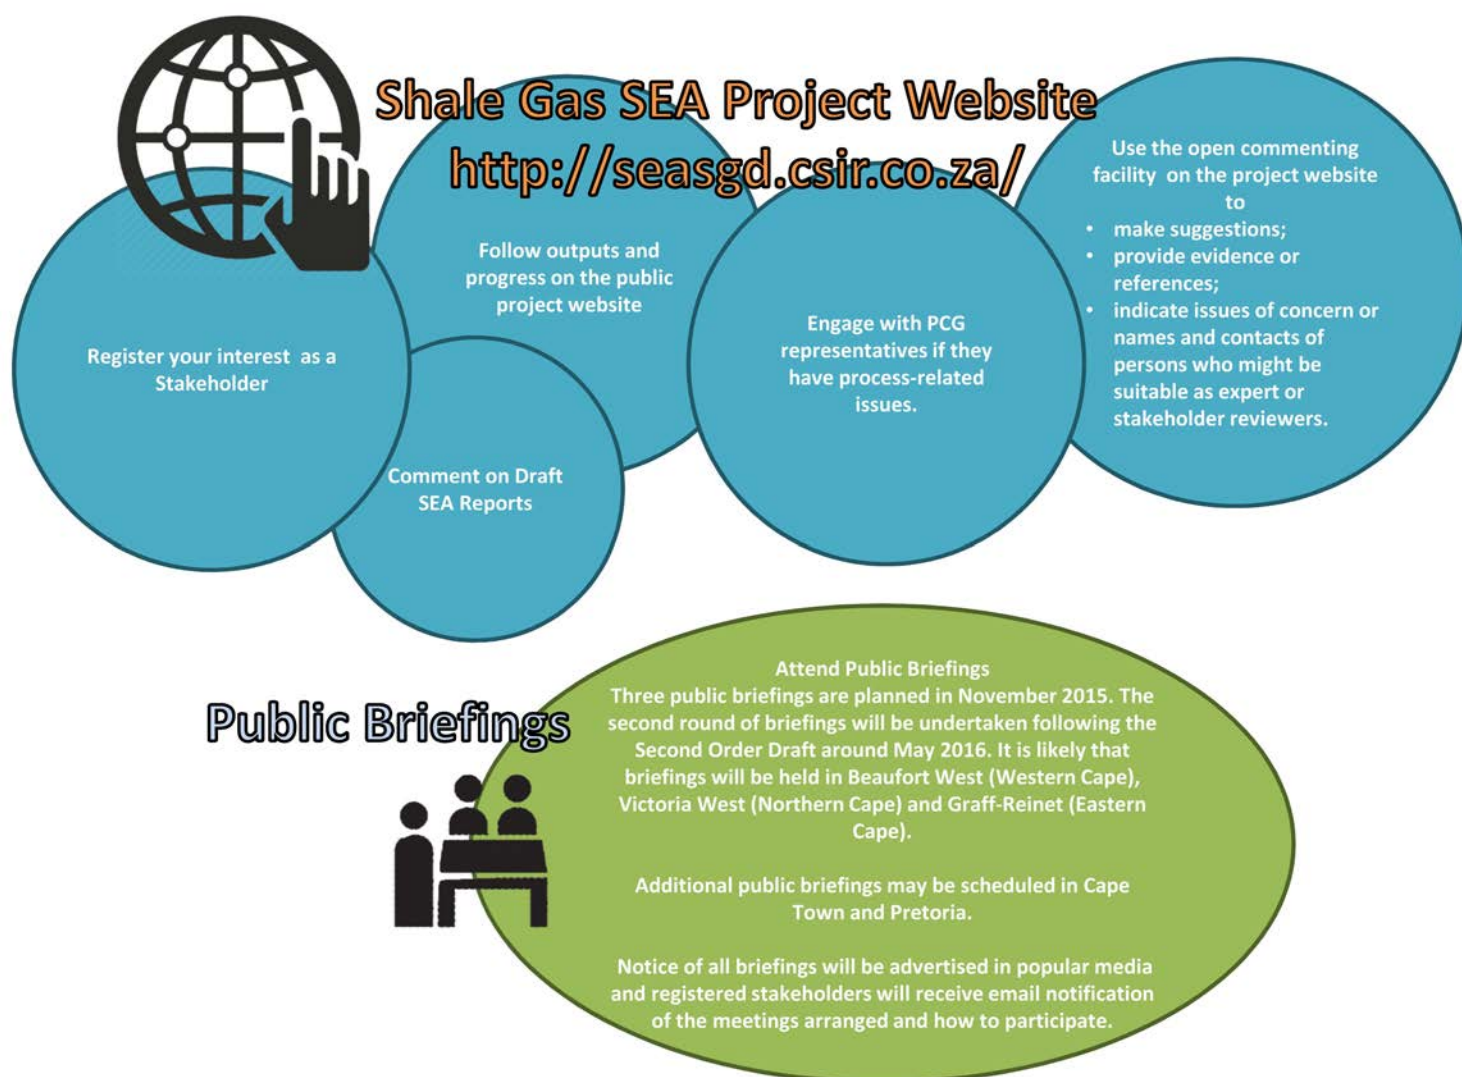 Shale Gas SEA Project Website
http://seasgd.csir.co.za/
Register your interest as a
Stakeholder
Follow outputs and
progress on the public
project website
Comment on Draft
SEA Reports
Engage with PCG
representatives if they
have process-related
issues.
Use the open commenting
facility on the project website
to
• make suggestions;
• provide evidence or
references;
• indicate issues of concern or
names and contacts of
persons who might be
suitable as expert or
stakeholder reviewers.
Public Briefings
Attend Public Briefings
Three public briefings are planned in November 2015. The
second round of briefings will be undertaken following the
Second Order Draft around May 2016. It is likely that
briefings will be held in Beaufort West (Western Cape),
Victoria West (Northern Cape) and Graff-Reinet (Eastern
Cape).
Additional public briefings may be scheduled in Cape
Town and Pretoria.
Notice of all briefings will be advertised in popular media
and registered stakeholders will receive email notification
of the meetings arranged and how to participate.